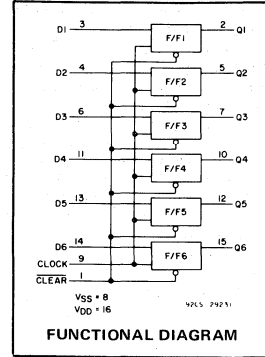 D1 3 F/F1 2 Q1
D2 4 F/F2 5 Q2
D3 6 F/F3 7 Q3
D4 11 F/F4 10 Q4
D5 13 F/F5 12 Q5
D6 14 F/F6 15 Q6
CLOCK 9
CLEAR 1
VSS = 8
VDD = 16
92CS-29231
FUNCTIONAL DIAGRAM